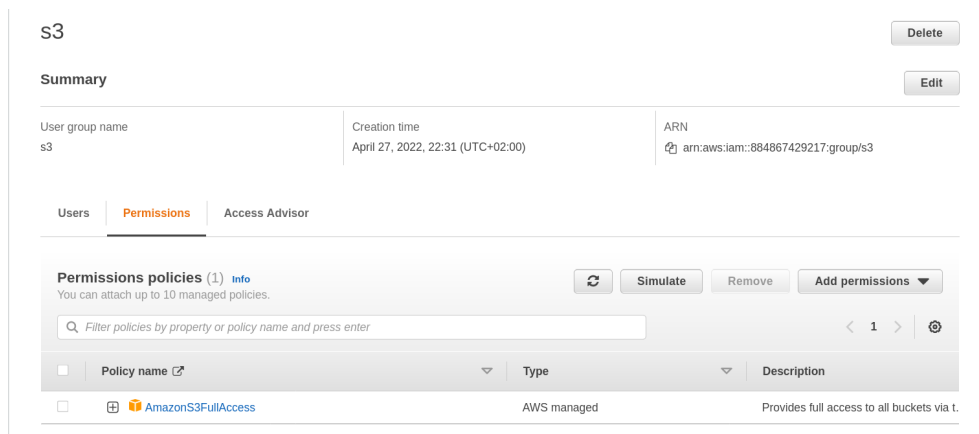 s3
Delete
Summary
Edit
User group name
Creation time
ARN
s3
April 27, 2022, 22:31 (UTC+02:00)
arn:aws:iam::884867429217:group/s3
Users
Permissions
Access Advisor
Permissions policies (1) Info
You can attach up to 10 managed policies.
Simulate
Remove
Add permissions
Filter policies by property or policy name and press enter
1
Policy name
Type
Description
AmazonS3FullAccess
AWS managed
Provides full access to all buckets via t.